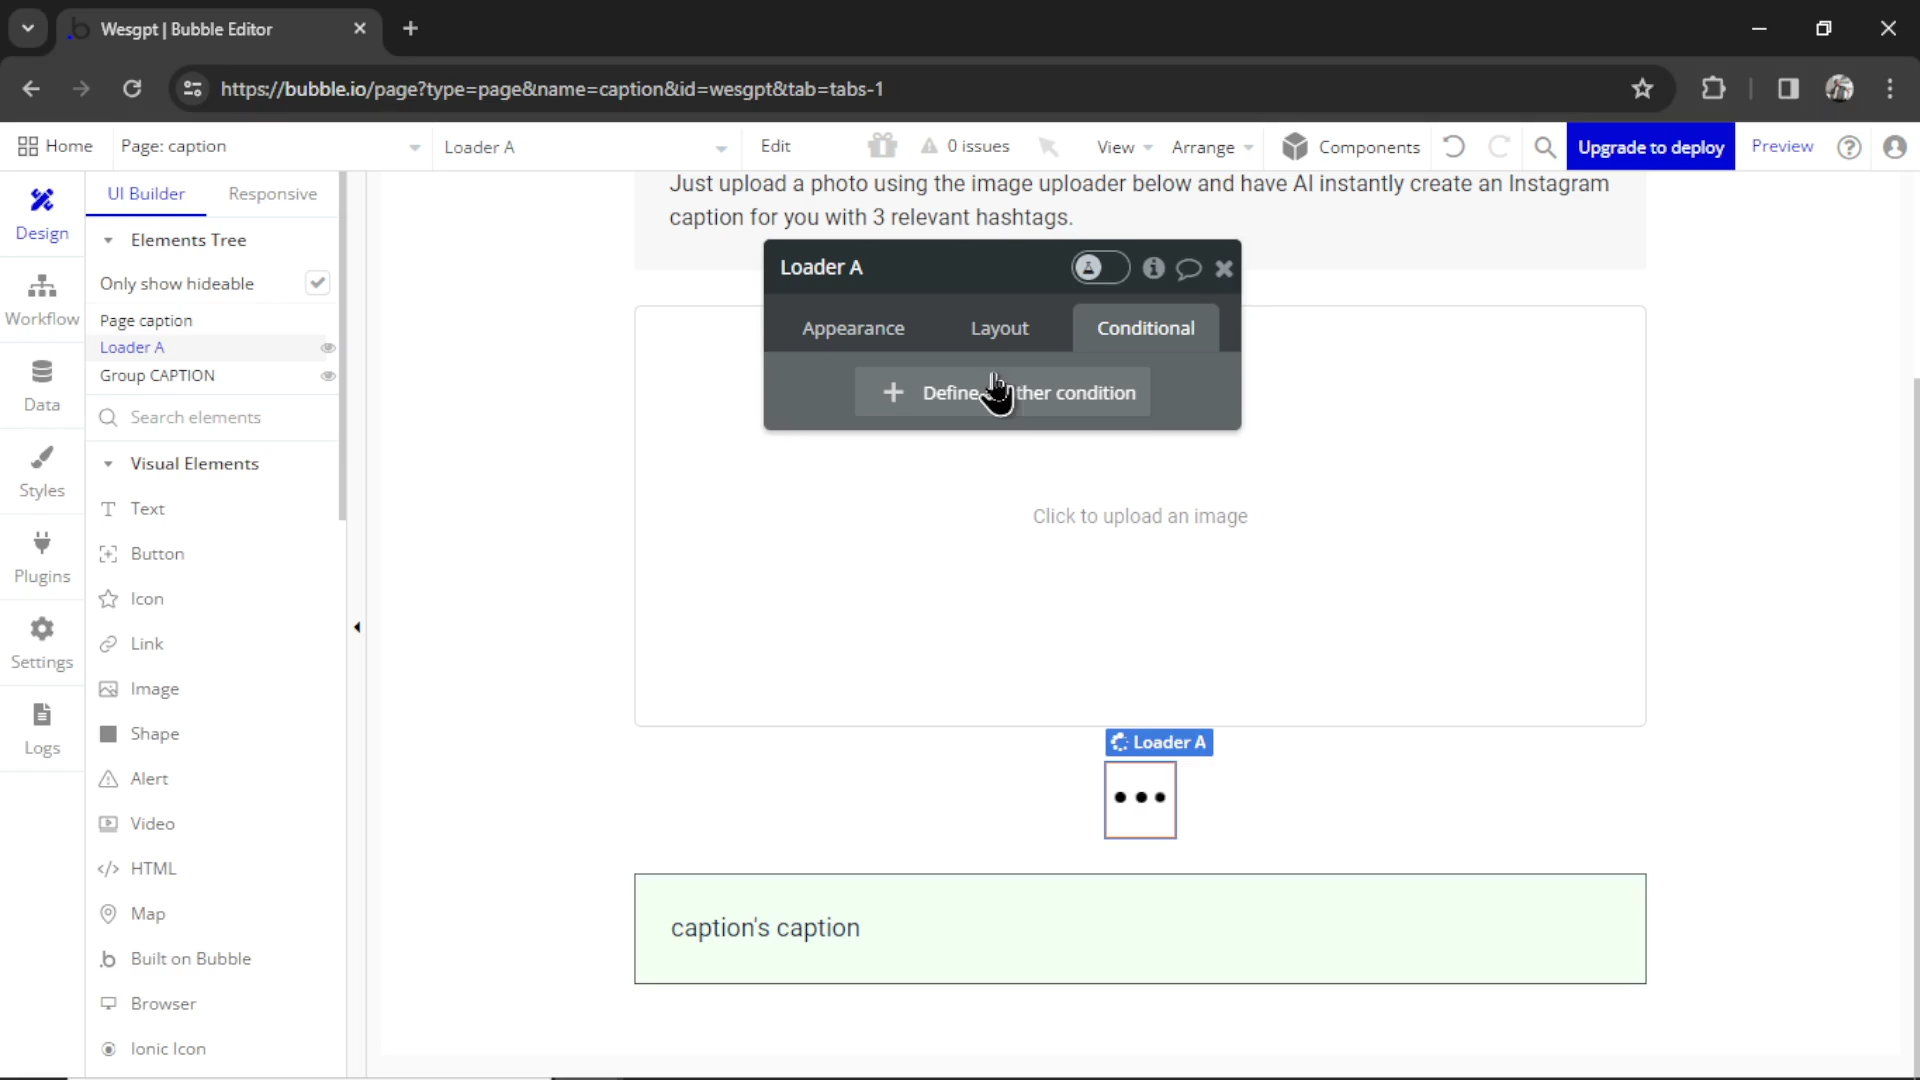 Wesgpt | Bubble Editor
https://bubble.io/page?type=page&name=caption&id=wesgpt&tab=tabs-1
Home
Page: caption
Loader A
Edit
0 issues
View
Arrange
Components
Upgrade to deploy
Preview
Design
Workflow
Data
Styles
Plugins
Settings
Logs
UI Builder
Responsive
Elements Tree
Only show hideable
Page caption
Loader A
Group CAPTION
Search elements
Visual Elements
Text
Button
Icon
Link
Image
Shape
Alert
Video
HTML
Map
Built on Bubble
Browser
Ionic Icon
Just upload a photo using the image uploader below and have AI instantly create an Instagram
caption for you with 3 relevant hashtags.
Loader A
Appearance
Layout
Conditional
Define ther condition
Click to upload an image
Loader A
caption's caption